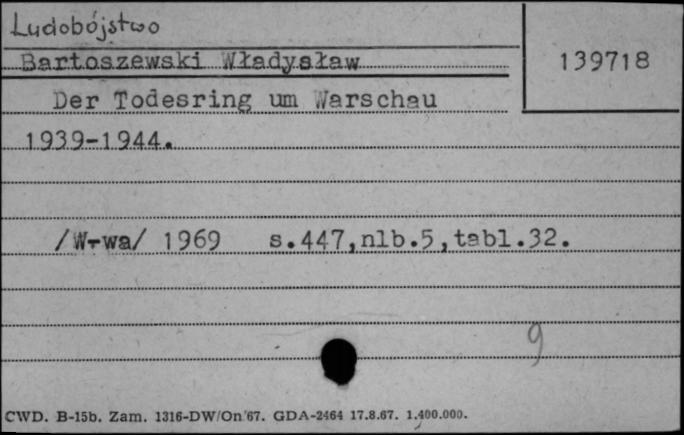 Ludobójstwo
Bartoszewski Władysław
139718
Der Todesring um Warschau
1939-1944.
/W-wa/ 1969 s.447,nlb.5,tabl.32.
9
CWD. B-15b. Zam. 1316-DW/On/67. GDA-2464 17.8.67. 1.400.000.